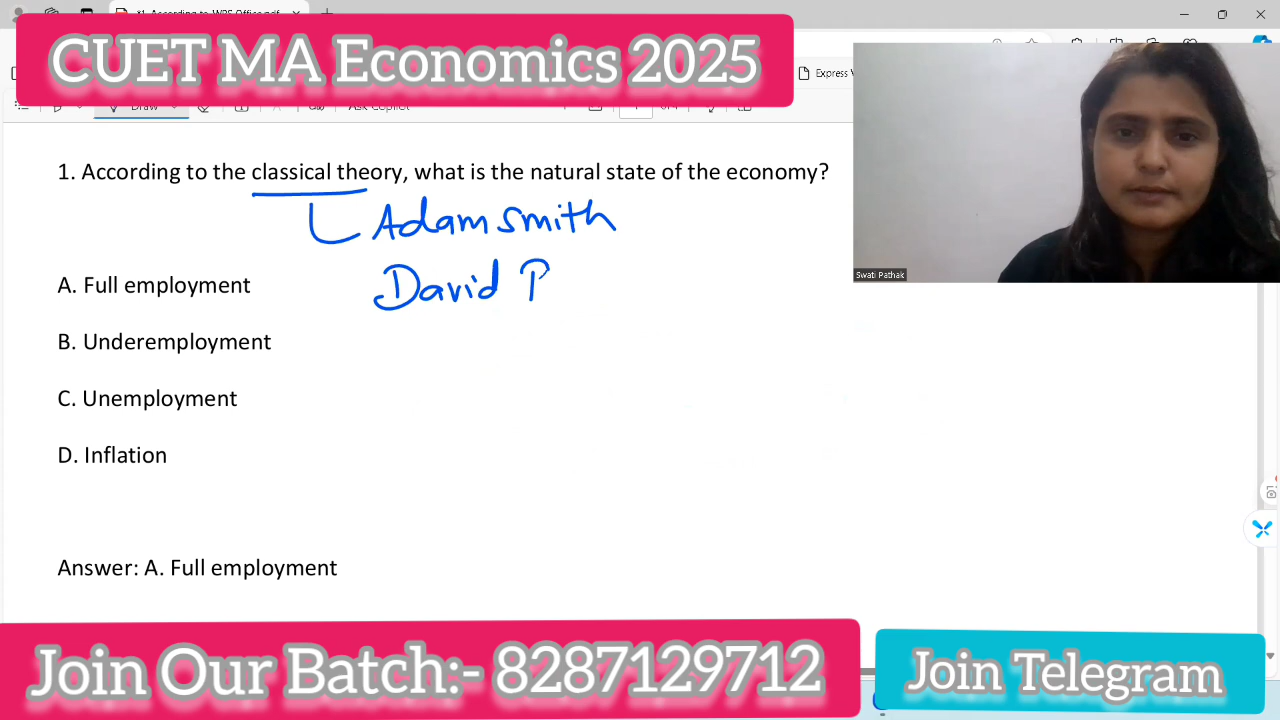 CUET MA Economics 2025
Express
1. According to the classical theory, what is the natural state of the economy?
Adam smith
David
A. Full employment
B. Underemployment
C. Unemployment
D. Inflation
Answer: A. Full employment
Swati Pathak
Join Our Batch:- 8287129712
Join Telegram